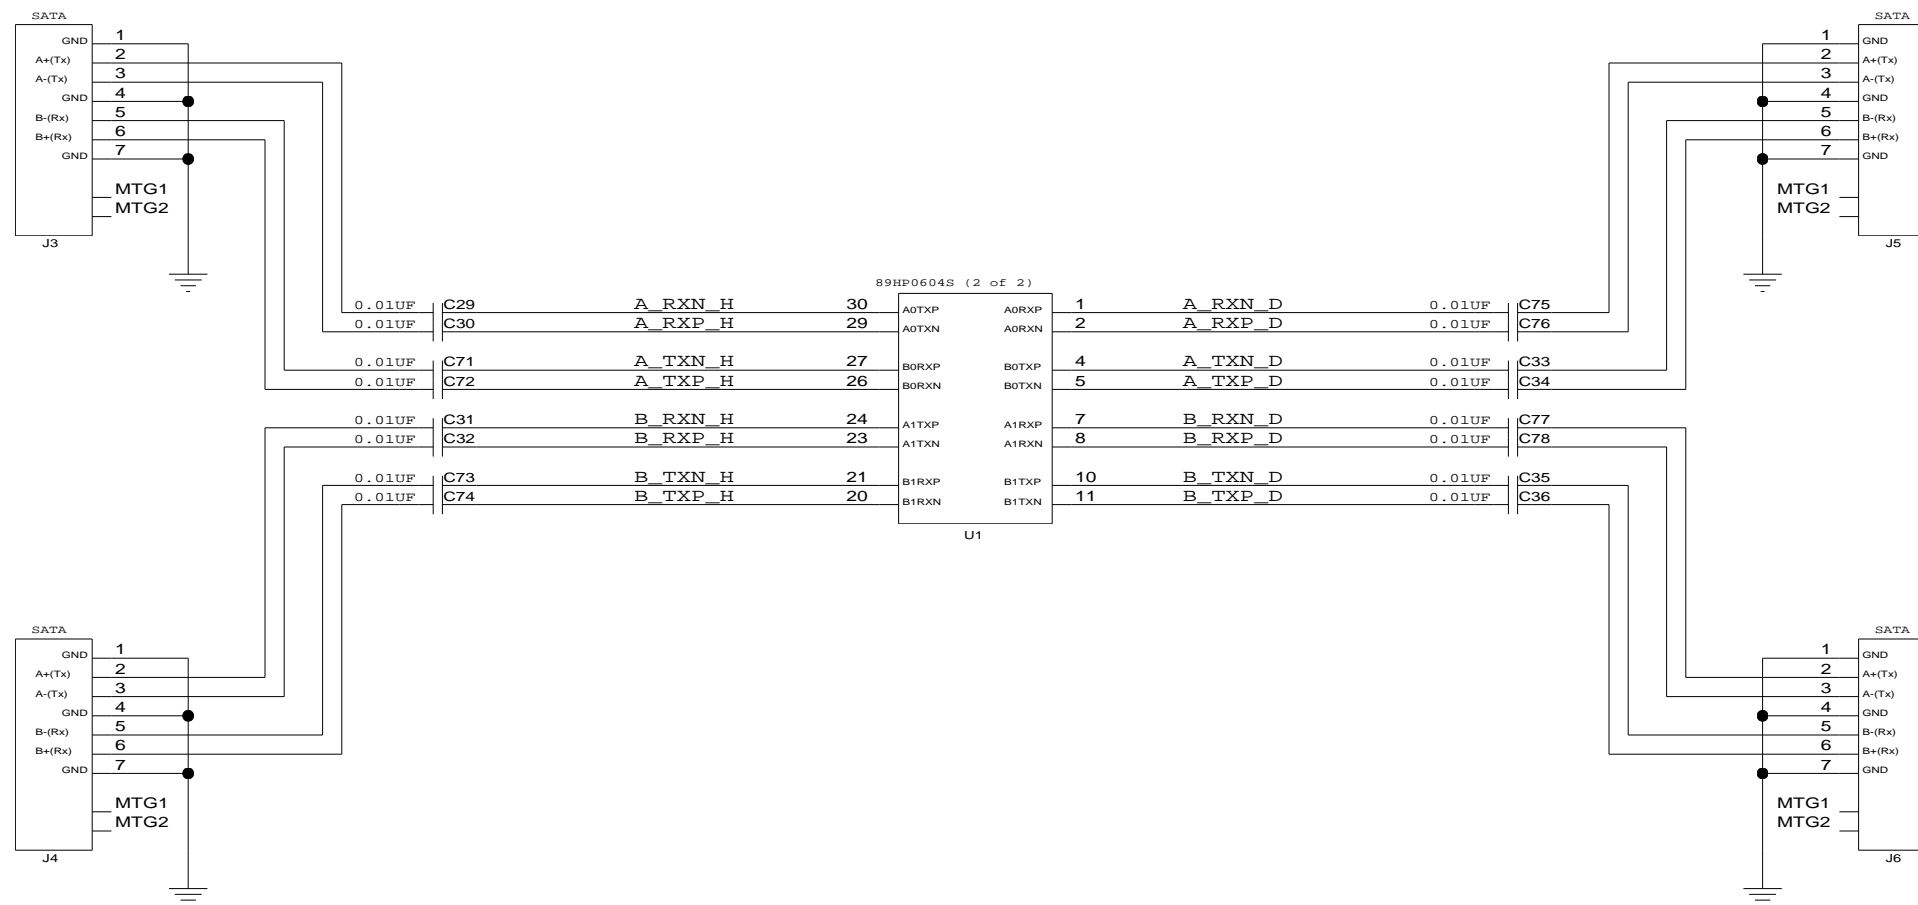 SATA
GND 1
A+(Tx) 2
A-(Tx) 3
GND 4
B-(Rx) 5
B+(Rx) 6
GND 7
MTG1
MTG2
J3
SATA
1 GND
2 A+(Tx)
3 A-(Tx)
4 GND
5 B-(Rx)
6 B+(Rx)
7 GND
MTG1
MTG2
J5
89HP0604S (2 of 2)
0.01UF C29 A_RXN_H 30 A0TXP A0RXP 1 A_RXN_D 0.01UF C75
0.01UF C30 A_RXP_H 29 A0TXN A0RXN 2 A_RXP_D 0.01UF C76
0.01UF C71 A_TXN_H 27 B0RXP B0TXP 4 A_TXN_D 0.01UF C33
0.01UF C72 A_TXP_H 26 B0RXN B0TXN 5 A_TXP_D 0.01UF C34
0.01UF C31 B_RXN_H 24 A1TXP A1RXP 7 B_RXN_D 0.01UF C77
0.01UF C32 B_RXP_H 23 A1TXN A1RXN 8 B_RXP_D 0.01UF C78
0.01UF C73 B_TXN_H 21 B1RXP B1TXP 10 B_TXN_D 0.01UF C35
0.01UF C74 B_TXP_H 20 B1RXN B1TXN 11 B_TXP_D 0.01UF C36
U1
SATA
GND 1
A+(Tx) 2
A-(Tx) 3
GND 4
B-(Rx) 5
B+(Rx) 6
GND 7
MTG1
MTG2
J4
SATA
1 GND
2 A+(Tx)
3 A-(Tx)
4 GND
5 B-(Rx)
6 B+(Rx)
7 GND
MTG1
MTG2
J6